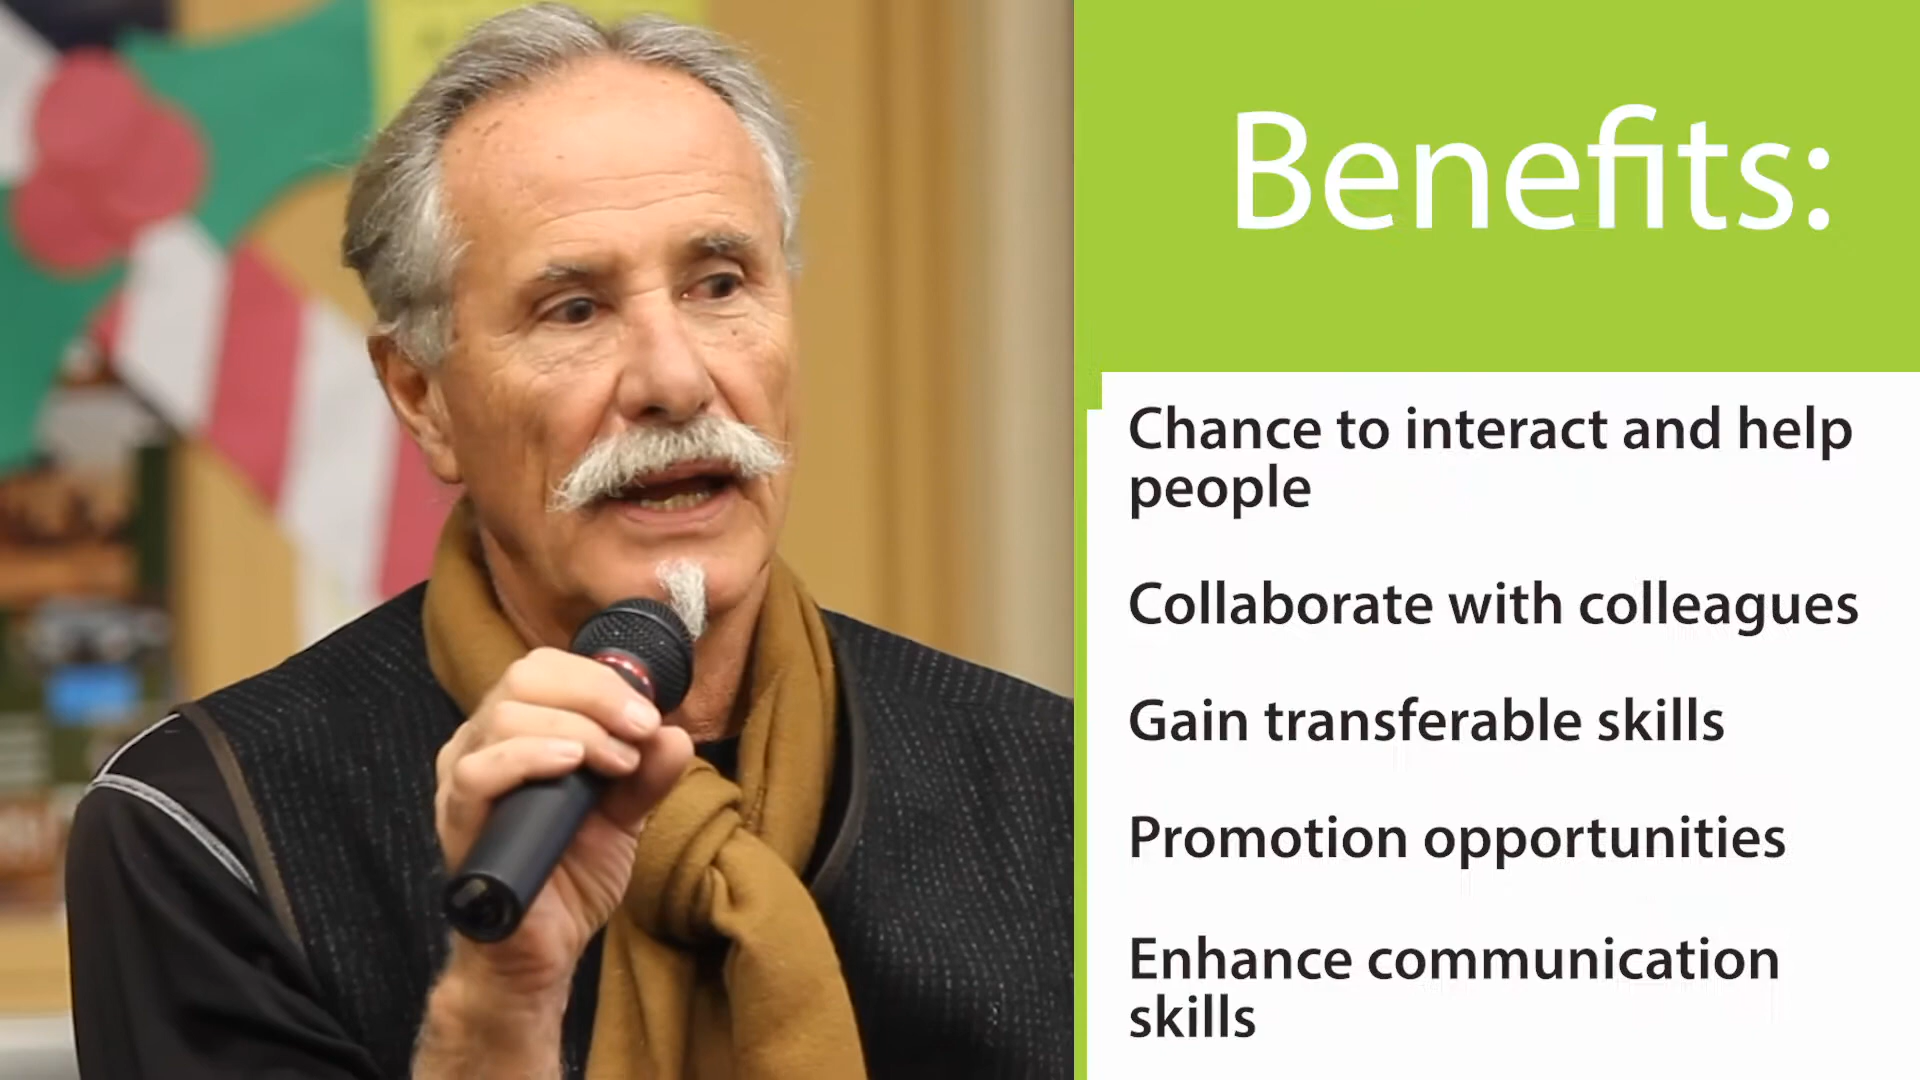 Benefits:
Chance to interact and help
people
Collaborate with colleagues
Gain transferable skills
Promotion opportunities
Enhance communication
skills